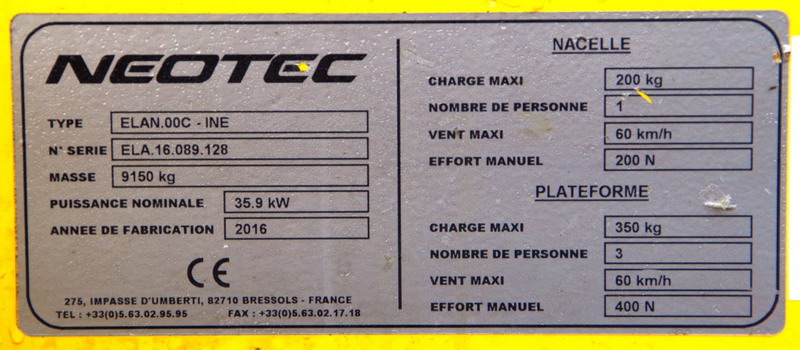 NEOTEC
TYPE ELAN.00C - INE
N° SERIE ELA.16.089.128
MASSE 9150 kg
PUISSANCE NOMINALE 35.9 kW
ANNEE DE FABRICATION 2016
CE
275, IMPASSE D'UMBERTI, 82710 BRESSOLS - FRANCE
TEL : +33(0)5.63.02.95.95 FAX : +33(0)5.63.02.17.18
NACELLE
CHARGE MAXI 200 kg
NOMBRE DE PERSONNE 1
VENT MAXI 60 km/h
EFFORT MANUEL 200 N
PLATEFORME
CHARGE MAXI 350 kg
NOMBRE DE PERSONNE 3
VENT MAXI 60 km/h
EFFORT MANUEL 400 N